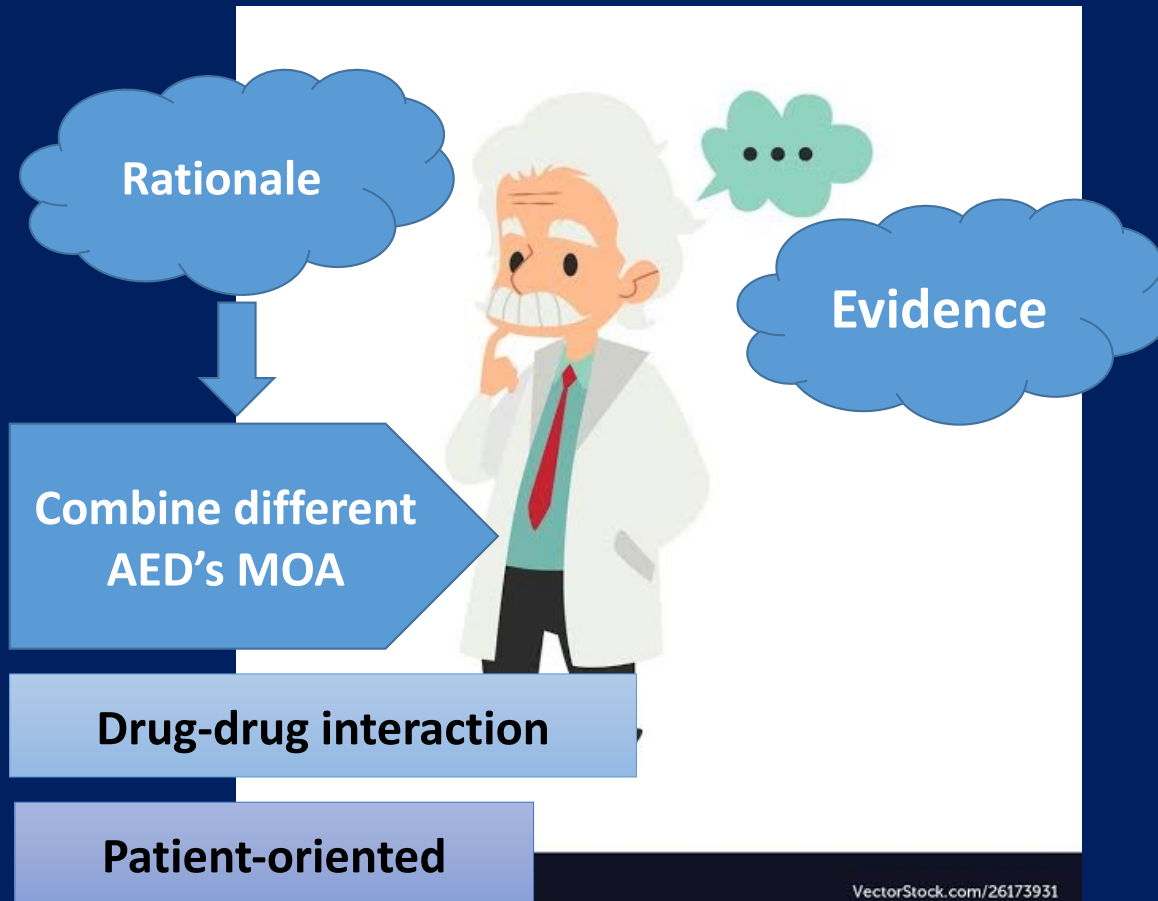 Rationale
Evidence
Combine different
AED’s MOA
Drug-drug interaction
Patient-oriented
VectorStock.com/26173931